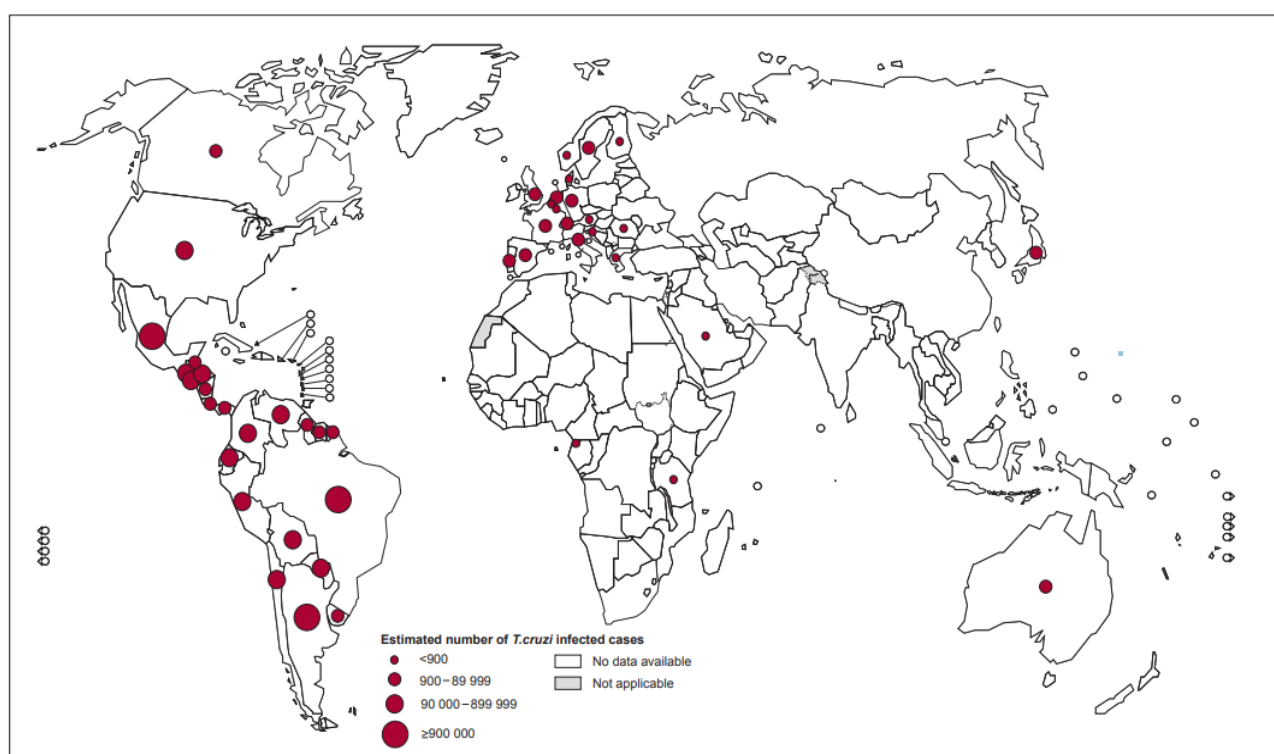 Estimated number of T.cruzi infected cases
<900
900–89 999
90 000–899 999
≥900 000
No data available
Not applicable